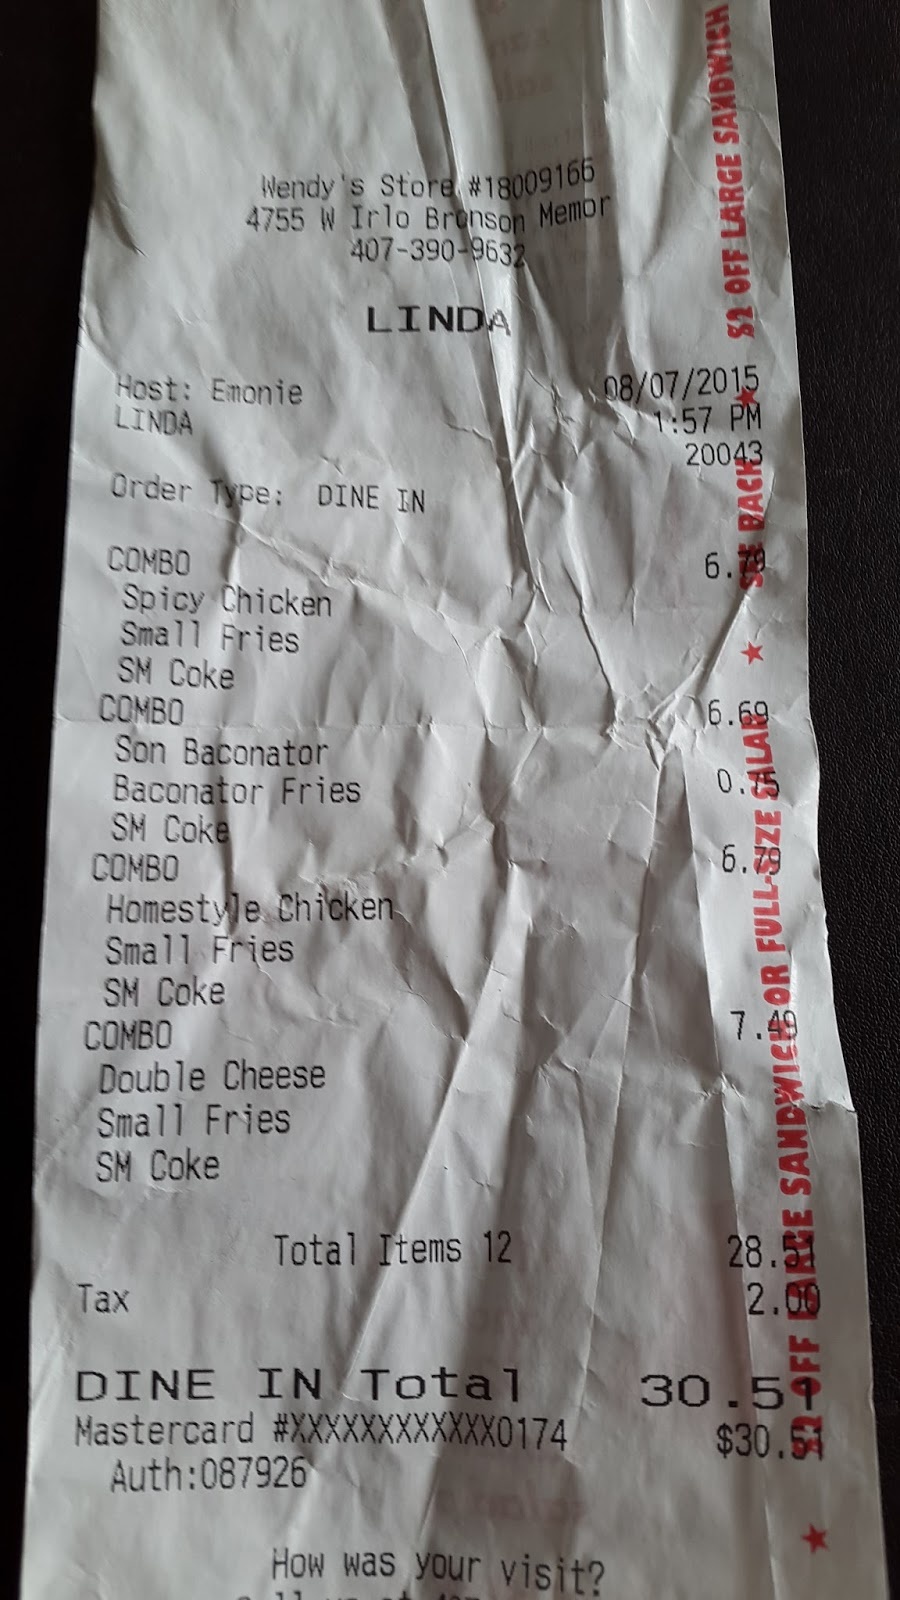 Wendy's Store #18009166
4755 W Irlo Bronson Memor
407-390-9632
LINDA
Host: Emonie 08/07/2015
LINDA 1:57 PM
20043
Order Type: DINE IN
COMBO 6.79
Spicy Chicken
Small Fries
SM Coke
COMBO 6.69
Son Baconator
Baconator Fries 0.75
SM Coke
COMBO 6.79
Homestyle Chicken
Small Fries
SM Coke
COMBO 7.49
Double Cheese
Small Fries
SM Coke
Total Items 12 28.51
Tax 2.00
DINE IN Total 30.51
Mastercard #XXXXXXXXXXXX0174 $30.51
Auth:087926
How was your visit?
$2 OFF LARGE SANDWICH OR FULL-SIZE SALAD ★ SEE BACK ★ $2 OFF LARGE SANDWICH